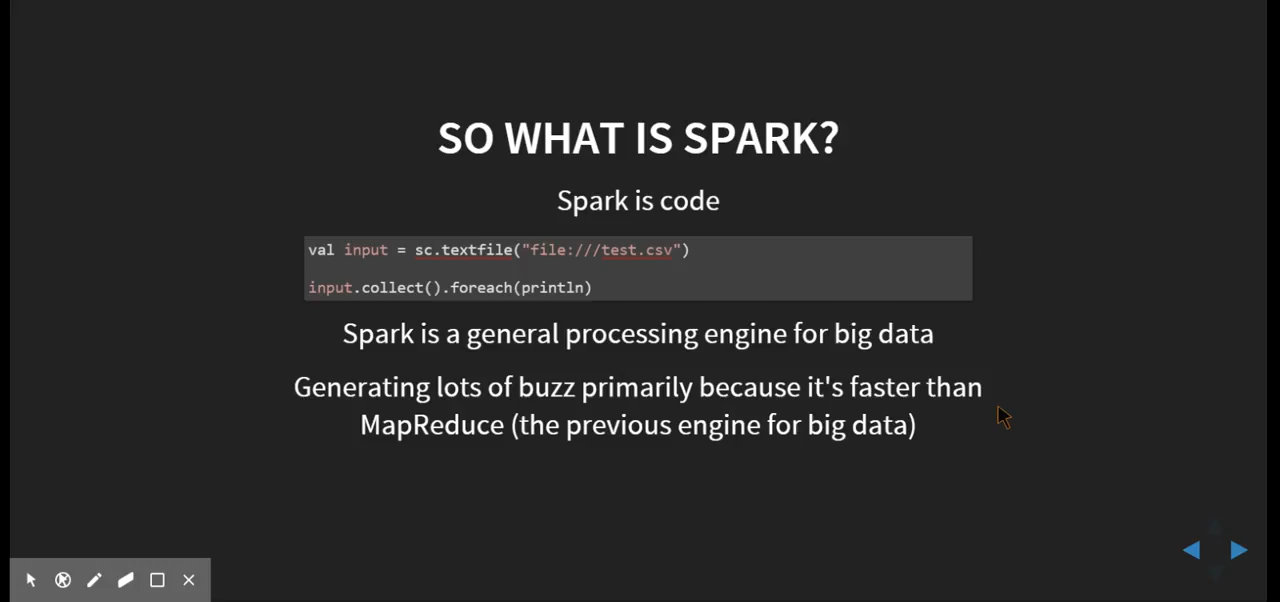 SO WHAT IS SPARK?
Spark is code
val input = sc.textfile("file:///test.csv")
input.collect().foreach(println)
Spark is a general processing engine for big data
Generating lots of buzz primarily because it's faster than
MapReduce (the previous engine for big data)